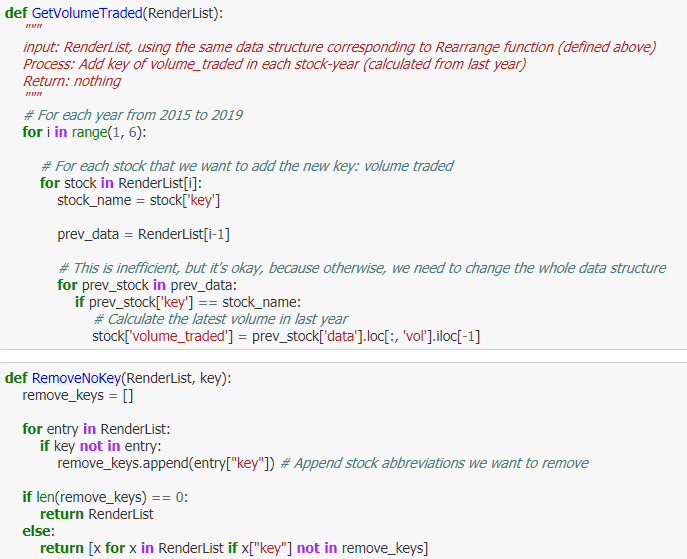 def GetVolumeTraded(RenderList):
    """
    input: RenderList, using the same data structure corresponding to Rearrange function (defined above)
    Process: Add key of volume_traded in each stock-year (calculated from last year)
    Return: nothing
    """
    # For each year from 2015 to 2019
    for i in range(1, 6):

        # For each stock that we want to add the new key: volume traded
        for stock in RenderList[i]:
            stock_name = stock['key']

            prev_data = RenderList[i-1]

            # This is inefficient, but it's okay, because otherwise, we need to change the whole data structure
            for prev_stock in prev_data:
                if prev_stock['key'] == stock_name:
                    # Calculate the latest volume in last year
                    stock['volume_traded'] = prev_stock['data'].loc[:, 'vol'].iloc[-1]

def RemoveNoKey(RenderList, key):
    remove_keys = []

    for entry in RenderList:
        if key not in entry:
            remove_keys.append(entry["key"]) # Append stock abbreviations we want to remove

    if len(remove_keys) == 0:
        return RenderList
    else:
        return [x for x in RenderList if x["key"] not in remove_keys]